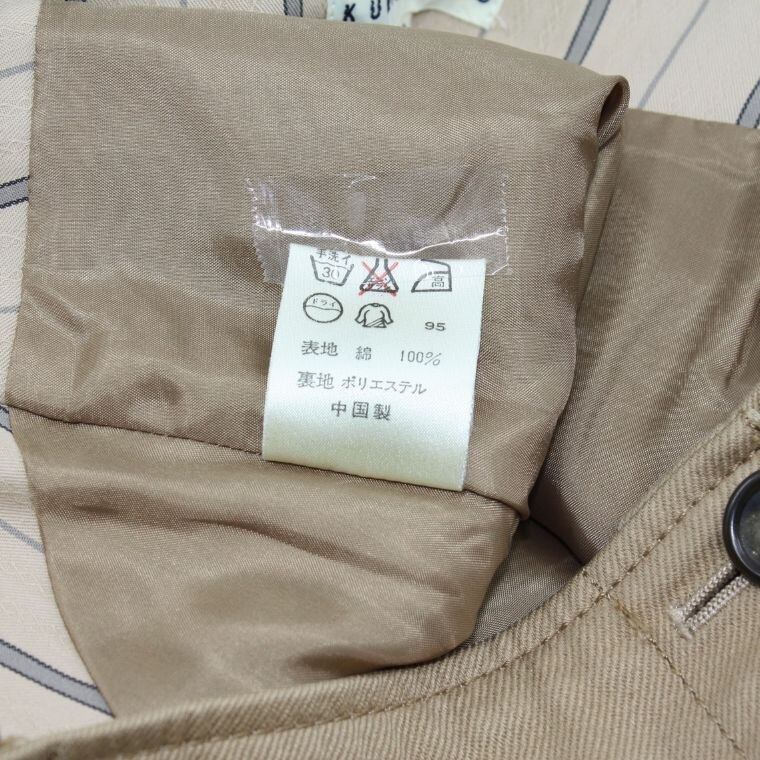 手洗イ
30
高
ドライ
95
表地 綿 100%
裏地 ポリエステル
中国製